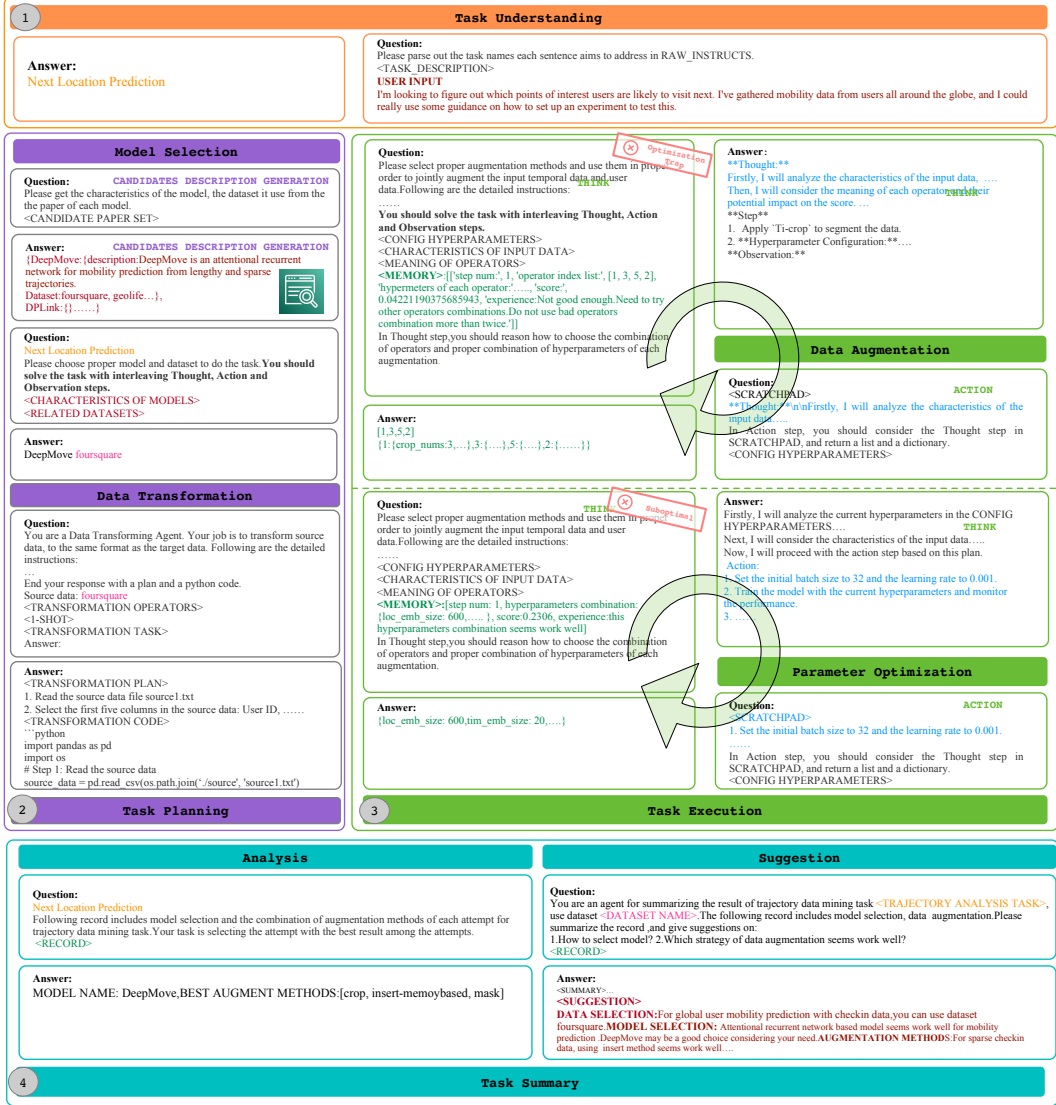 1
Task Understanding
Answer:
Next Location Prediction
Question:
Please parse out the task names each sentence aims to address in RAW_INSTRUCTS.
<TASK_DESCRIPTION>
USER INPUT
I'm looking to figure out which points of interest users are likely to visit next. I've gathered mobility data from users all around the globe, and I could
really use some guidance on how to set up an experiment to test this.
Model Selection
Question: CANDIDATES DESCRIPTION GENERATION
Please get the characteristics of the model, the dataset it use from the
the paper of each model.
<CANDIDATE PAPER SET>
Answer: CANDIDATES DESCRIPTION GENERATION
{DeepMove:{description:DeepMove is an attentional recurrent
network for mobility prediction from lengthy and sparse
trajectories.
Dataset:foursquare, geolife…},
DPLink:{}……}
Question:
Next Location Prediction
Please choose proper model and dataset to do the task.You should
solve the task with interleaving Thought, Action and
Observation steps.
<CHARACTERISTICS OF MODELS>
<RELATED DATASETS>
Answer:
DeepMove foursquare
Data Transformation
Question:
You are a Data Transforming Agent. Your job is to transform source
data, to the same format as the target data. Following are the detailed
instructions:
…
End your response with a plan and a python code.
Source data: foursquare
<TRANSFORMATION OPERATORS>
<1-SHOT>
<TRANSFORMATION TASK>
Answer:
Answer:
<TRANSFORMATION PLAN>
1. Read the source data file source1.txt
2. Select the first five columns in the source data: User ID, ……
<TRANSFORMATION CODE>
```python
import pandas as pd
import os
# Step 1: Read the source data
source_data = pd.read_csv(os.path.join('./source', 'source1.txt')
2
Task Planning
Question:
Please select proper augmentation methods and use them in proper
order to jointly augment the input temporal data and user
data.Following are the detailed instructions:
……
You should solve the task with interleaving Thought, Action
and Observation steps.
<CONFIG HYPERPARAMETERS>
<CHARACTERISTICS OF INPUT DATA>
<MEANING OF OPERATORS>
<MEMORY>:[['step num:', 1, 'operator index list:', [1, 3, 5, 2],
'hypermeters of each operator:'….., 'score:',
0.04221190375685943, 'experience:Not good enough.Need to try
other operators combinations.Do not use bad operators
combination more than twice.']]
In Thought step,you should reason how to choose the combination
of operators and proper combination of hyperparameters of each
augmentation.
Optimization
Trap
THINK
Answer:
**Thought:**
Firstly, I will analyze the characteristics of the input data, ….
Then, I will consider the meaning of each operator and their
potential impact on the score. …
**Step**
1. Apply `Ti-crop` to segment the data.
2. **Hyperparameter Configuration:**….
**Observation:**
THINK
Data Augmentation
Answer:
[1,3,5,2]
{1:{crop_nums:3,…},3:{….},5:{….},2:{……}}
Question:
ACTION
<SCRATCHPAD>
**Thought:**\n\nFirstly, I will analyze the characteristics of the
input data…..
In Action step, you should consider the Thought step in
SCRATCHPAD, and return a list and a dictionary.
<CONFIG HYPERPARAMETERS>
Question:
THINK
Please select proper augmentation methods and use them in proper
order to jointly augment the input temporal data and user
data.Following are the detailed instructions:
……
<CONFIG HYPERPARAMETERS>
<CHARACTERISTICS OF INPUT DATA>
<MEANING OF OPERATORS>
<MEMORY>:[step num: 1, hyperparameters combination:
{loc_emb_size: 600,….. }, score:0.2306, experience:this
hyperparameters combination seems work well]
In Thought step,you should reason how to choose the combination
of operators and proper combination of hyperparameters of each
augmentation.
Suboptimal
Answer:
Firstly, I will analyze the current hyperparameters in the CONFIG
HYPERPARAMETERS….
THINK
Next, I will consider the characteristics of the input data…..
Now, I will proceed with the action step based on this plan.
Action:
1. Set the initial batch size to 32 and the learning rate to 0.001.
2. Train the model with the current hyperparameters and monitor
the performance.
3. ……
Parameter Optimization
Answer:
{loc_emb_size: 600,tim_emb_size: 20,….}
Question:
ACTION
<SCRATCHPAD>
1. Set the initial batch size to 32 and the learning rate to 0.001.
……
In Action step, you should consider the Thought step in
SCRATCHPAD, and return a list and a dictionary.
<CONFIG HYPERPARAMETERS>
3
Task Execution
Analysis
Question:
Next Location Prediction
Following record includes model selection and the combination of augmentation methods of each attempt for
trajectory data mining task.Your task is selecting the attempt with the best result among the attempts.
<RECORD>
Answer:
MODEL NAME: DeepMove,BEST AUGMENT METHODS:[crop, insert-memoybased, mask]
Suggestion
Question:
You are an agent for summarizing the result of trajectory data mining task <TRAJECTORY ANALYSIS TASK>,
use dataset <DATASET NAME>.The following record includes model selection, data augmentation.Please
summarize the record ,and give suggestions on:
1.How to select model? 2.Which strategy of data augmentation seems work well?
<RECORD>
Answer:
<SUMMARY>…
<SUGGESTION>
DATA SELECTION:For global user mobility prediction with checkin data,you can use dataset
foursquare.MODEL SELECTION: Attentional recurrent network based model seems work well for mobility
prediction .DeepMove may be a good choice considering your need.AUGMENTATION METHODS:For sparse checkin
data, using insert method seems work well….
4
Task Summary